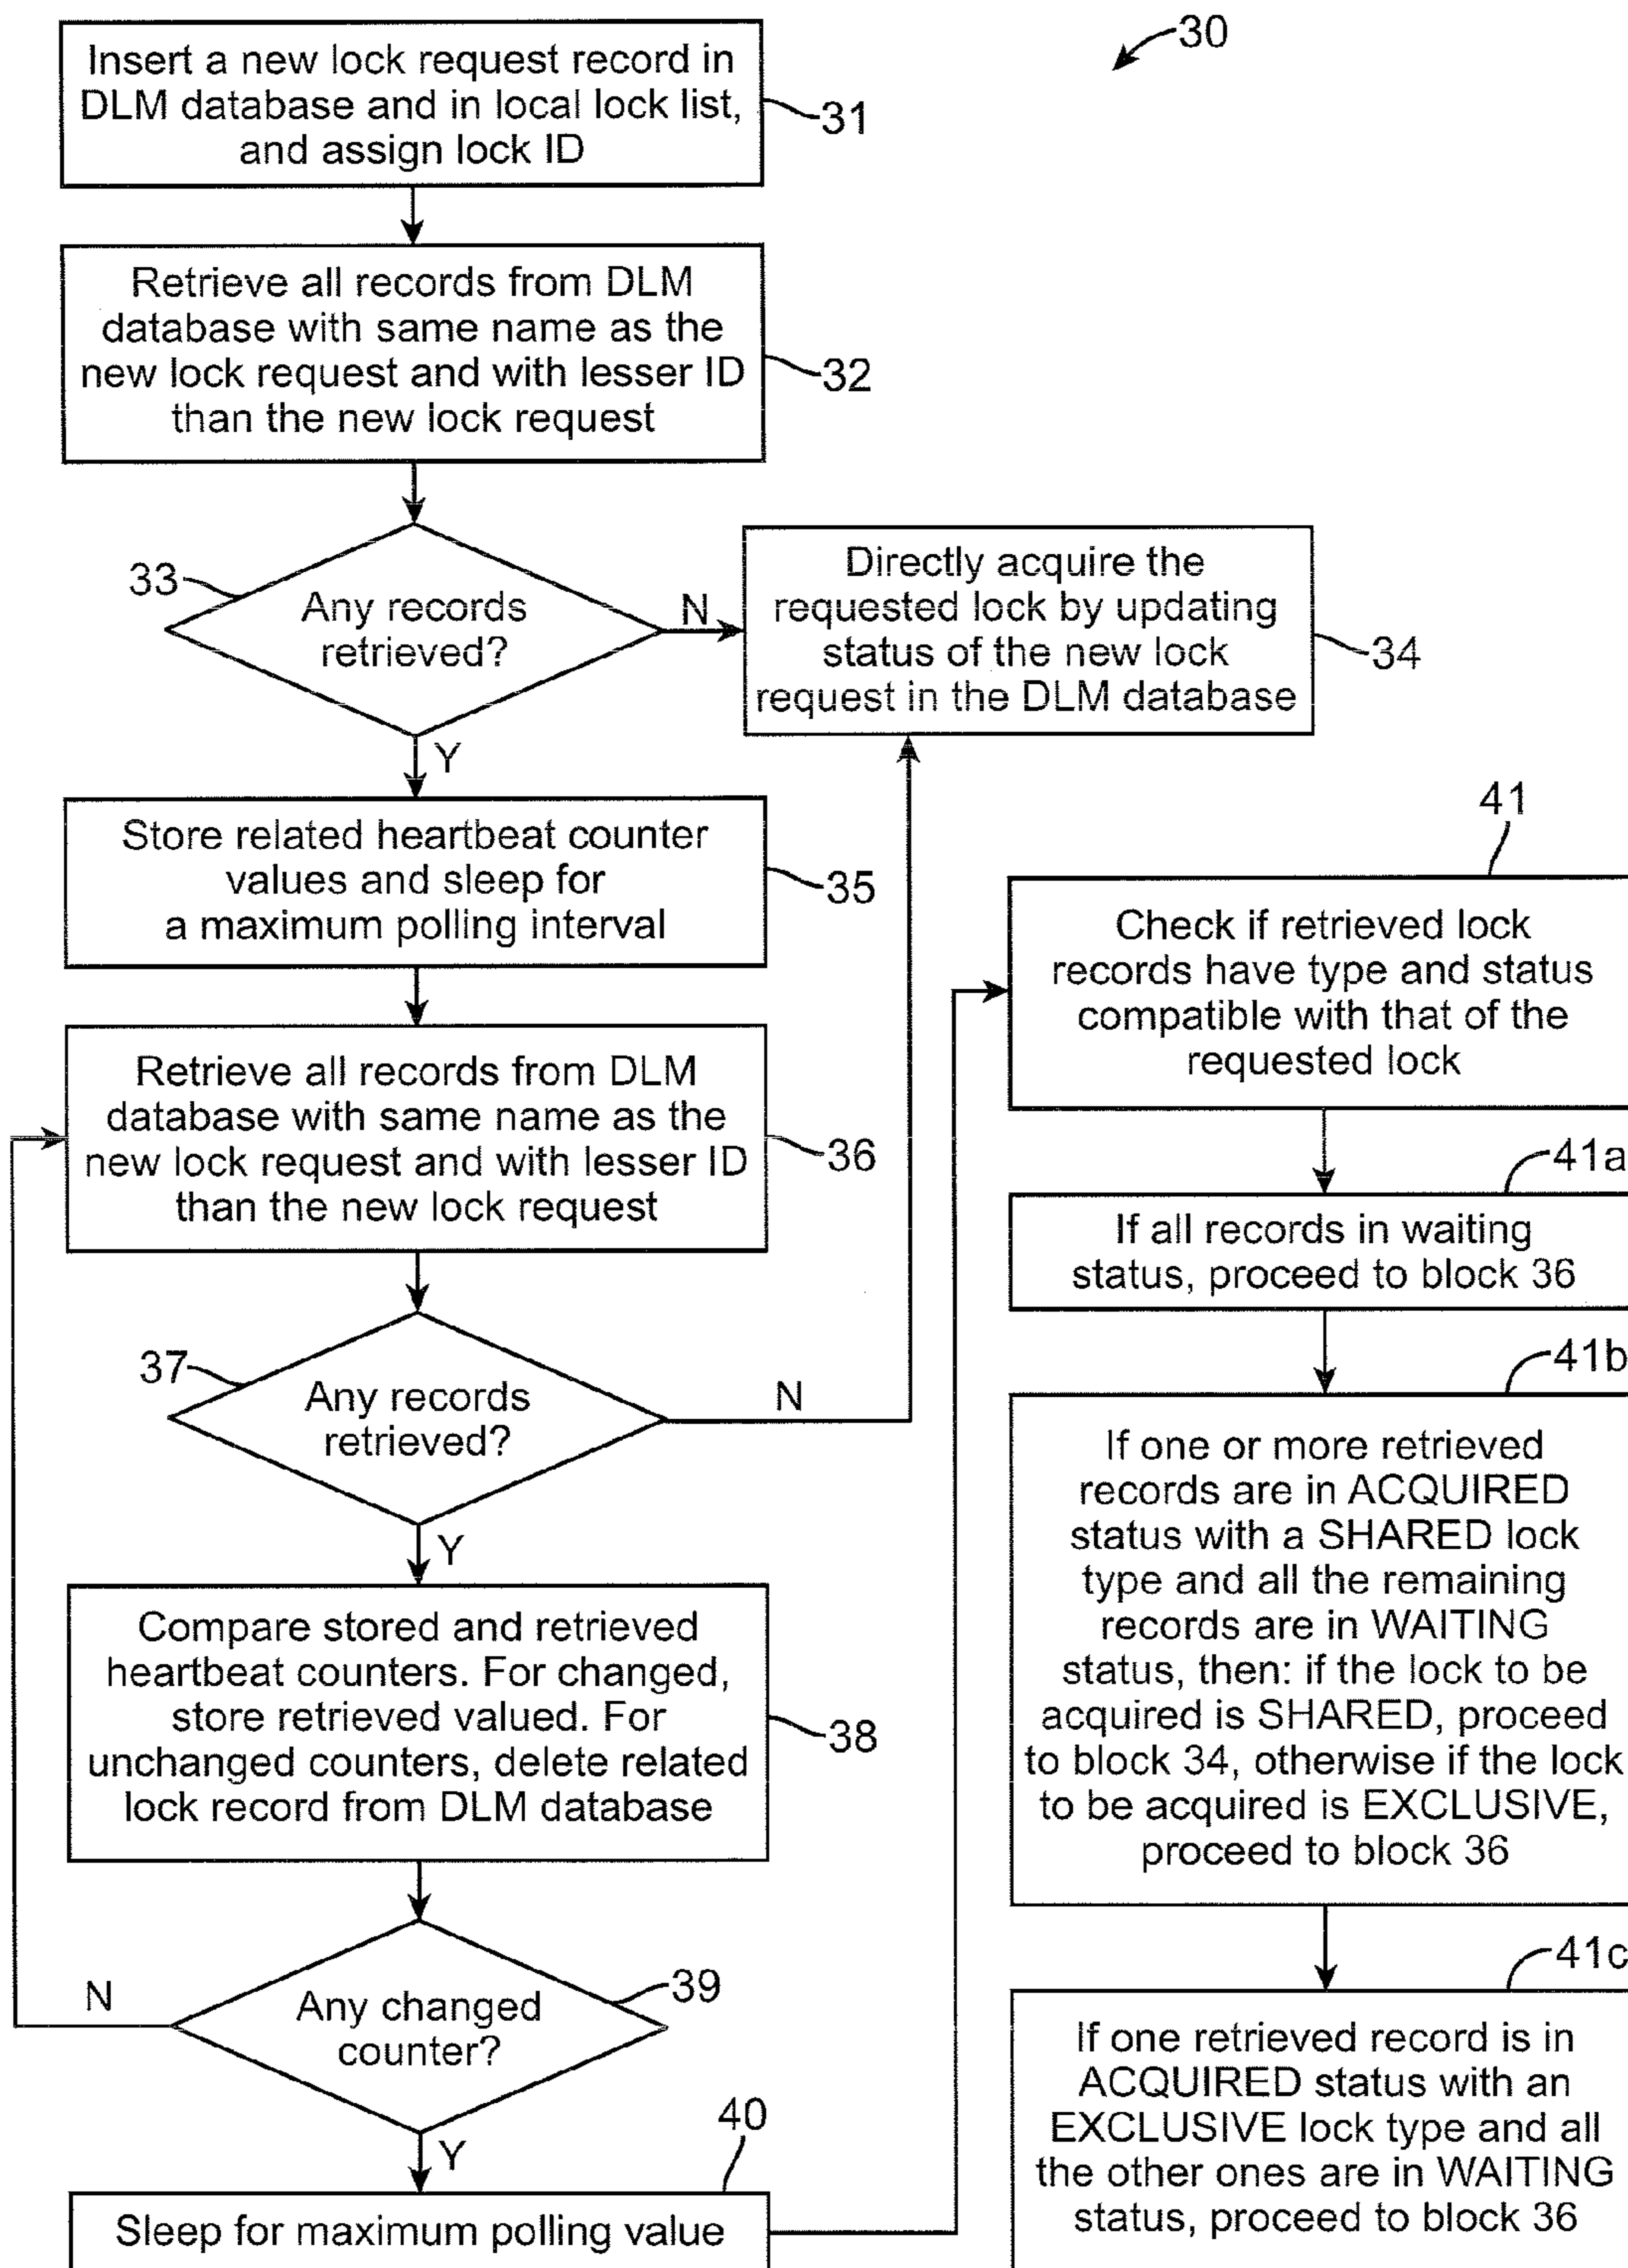 30
Insert a new lock request record in
DLM database and in local lock list,
and assign lock ID
31
Retrieve all records from DLM
database with same name as the
new lock request and with lesser ID
than the new lock request
32
33
Any records
retrieved?
N
Y
Directly acquire the
requested lock by updating
status of the new lock
request in the DLM database
34
Store related heartbeat counter
values and sleep for
a maximum polling interval
35
Retrieve all records from DLM
database with same name as the
new lock request and with lesser ID
than the new lock request
36
37
Any records
retrieved?
N
Y
Compare stored and retrieved
heartbeat counters. For changed,
store retrieved valued. For
unchanged counters, delete related
lock record from DLM database
38
Any changed
counter?
39
N
Y
40
Sleep for maximum polling value
41
Check if retrieved lock
records have type and status
compatible with that of the
requested lock
41a
If all records in waiting
status, proceed to block 36
41b
If one or more retrieved
records are in ACQUIRED
status with a SHARED lock
type and all the remaining
records are in WAITING
status, then: if the lock to be
acquired is SHARED, proceed
to block 34, otherwise if the lock
to be acquired is EXCLUSIVE,
proceed to block 36
41c
If one retrieved record is in
ACQUIRED status with an
EXCLUSIVE lock type and all
the other ones are in WAITING
status, proceed to block 36